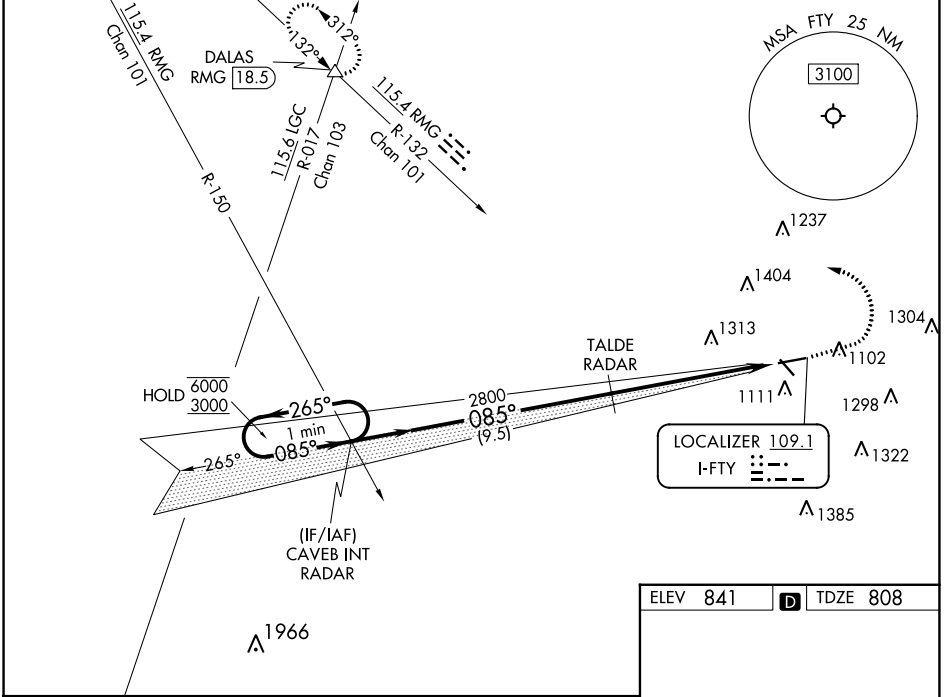 115.4 RMG
Chan 101
R-150
132°
312°
DALAS
RMG 18.5
115.6 LGC
R-017
Chan 103
115.4 RMG
R-132
Chan 101
MSA FTY 25 NM
3100
1237
1404
1313
1304
1102
1111
1298
1322
1385
TALDE
RADAR
HOLD 6000
3000
265°
1 min
085°
265°
2800
085°
(9.5)
LOCALIZER 109.1
I-FTY
(IF/IAF)
CAVEB INT
RADAR
1966
ELEV 841 D TDZE 808